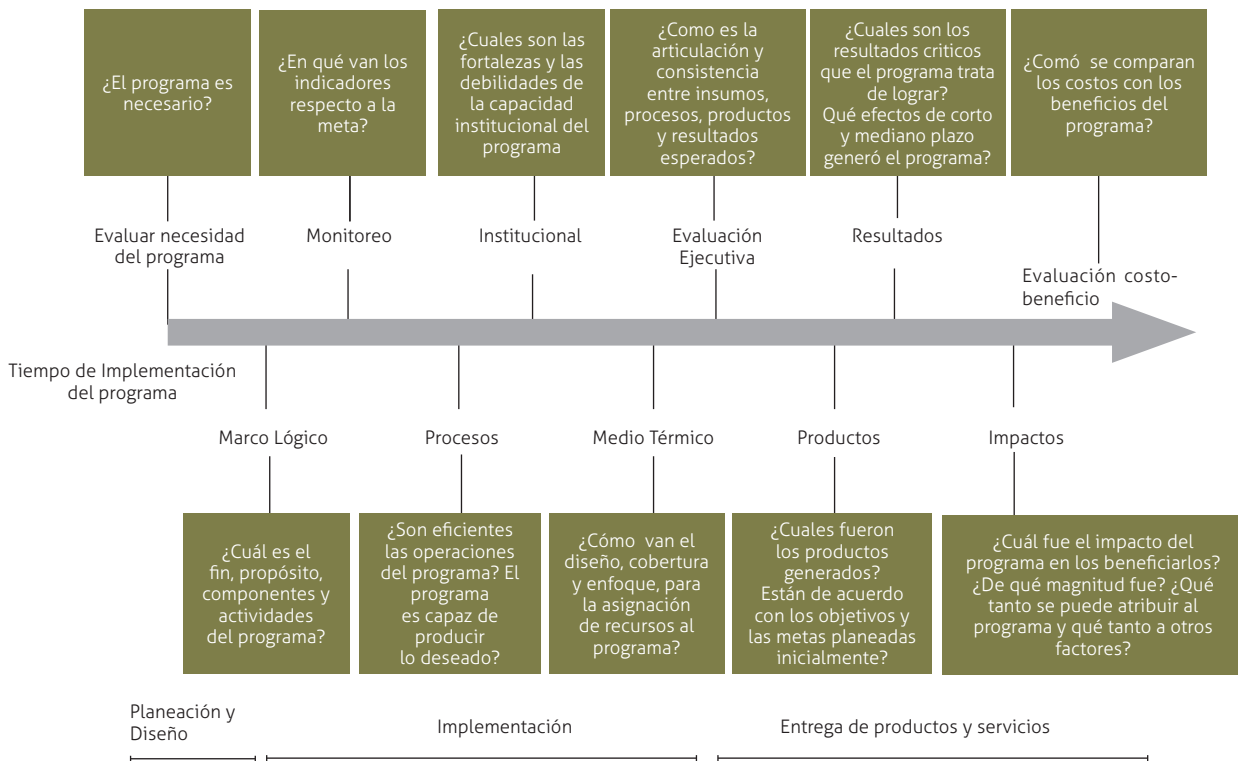 ¿El programa es
necesario?
¿En qué van los
indicadores
respecto a la
meta?
¿Cuales son las
fortalezas y las
debilidades de
la capacidad
institucional del
programa
¿Como es la
articulación y
consistencia
entre insumos,
procesos, productos
y resultados
esperados?
¿Cuales son los
resultados criticos
que el programa trata
de lograr?
Qué efectos de corto
y mediano plazo
generó el programa?
¿Comó se comparan
los costos con los
beneficios del
programa?
Evaluar necesidad
del programa
Monitoreo
Institucional
Evaluación
Ejecutiva
Resultados
Evaluación costo-
beneficio
Tiempo de Implementación
del programa
Marco Lógico
Procesos
Medio Térmico
Productos
Impactos
¿Cuál es el
fin, propósito,
componentes y
actividades
del programa?
¿Son eficientes
las operaciones
del programa? El
programa
es capaz de
producir
lo deseado?
¿Cómo van el
diseño, cobertura
y enfoque, para
la asignación
de recursos al
programa?
¿Cuales fueron
los productos
generados?
Están de acuerdo
con los objetivos y
las metas planeadas
inicialmente?
¿Cuál fue el impacto del
programa en los beneficiarlos?
¿De qué magnitud fue? ¿Qué
tanto se puede atribuir al
programa y qué tanto a otros
factores?
Planeación y
Diseño
Implementación
Entrega de productos y servicios